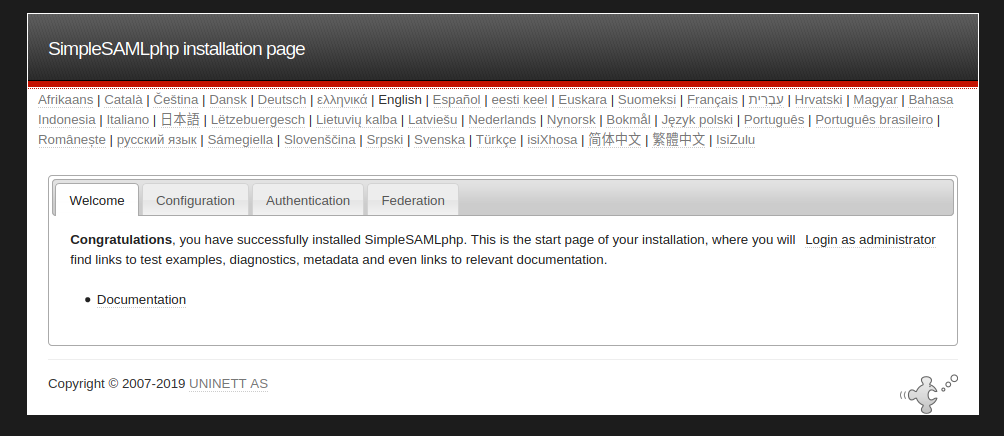 SimpleSAMLphp installation page
Afrikaans | Català | Čeština | Dansk | Deutsch | ελληνικά | English | Español | eesti keel | Euskara | Suomeksi | Français | עִבְרִית | Hrvatski | Magyar | Bahasa
Indonesia | Italiano | 日本語 | Lëtzebuergesch | Lietuvių kalba | Latviešu | Nederlands | Nynorsk | Bokmål | Język polski | Português | Português brasileiro |
Românește | русский язык | Sámegiella | Slovenščina | Srpski | Svenska | Türkçe | isiXhosa | 简体中文 | 繁體中文 | IsiZulu
Welcome Configuration Authentication Federation
Congratulations, you have successfully installed SimpleSAMLphp. This is the start page of your installation, where you will Login as administrator
find links to test examples, diagnostics, metadata and even links to relevant documentation.
• Documentation
Copyright © 2007-2019 UNINETT AS